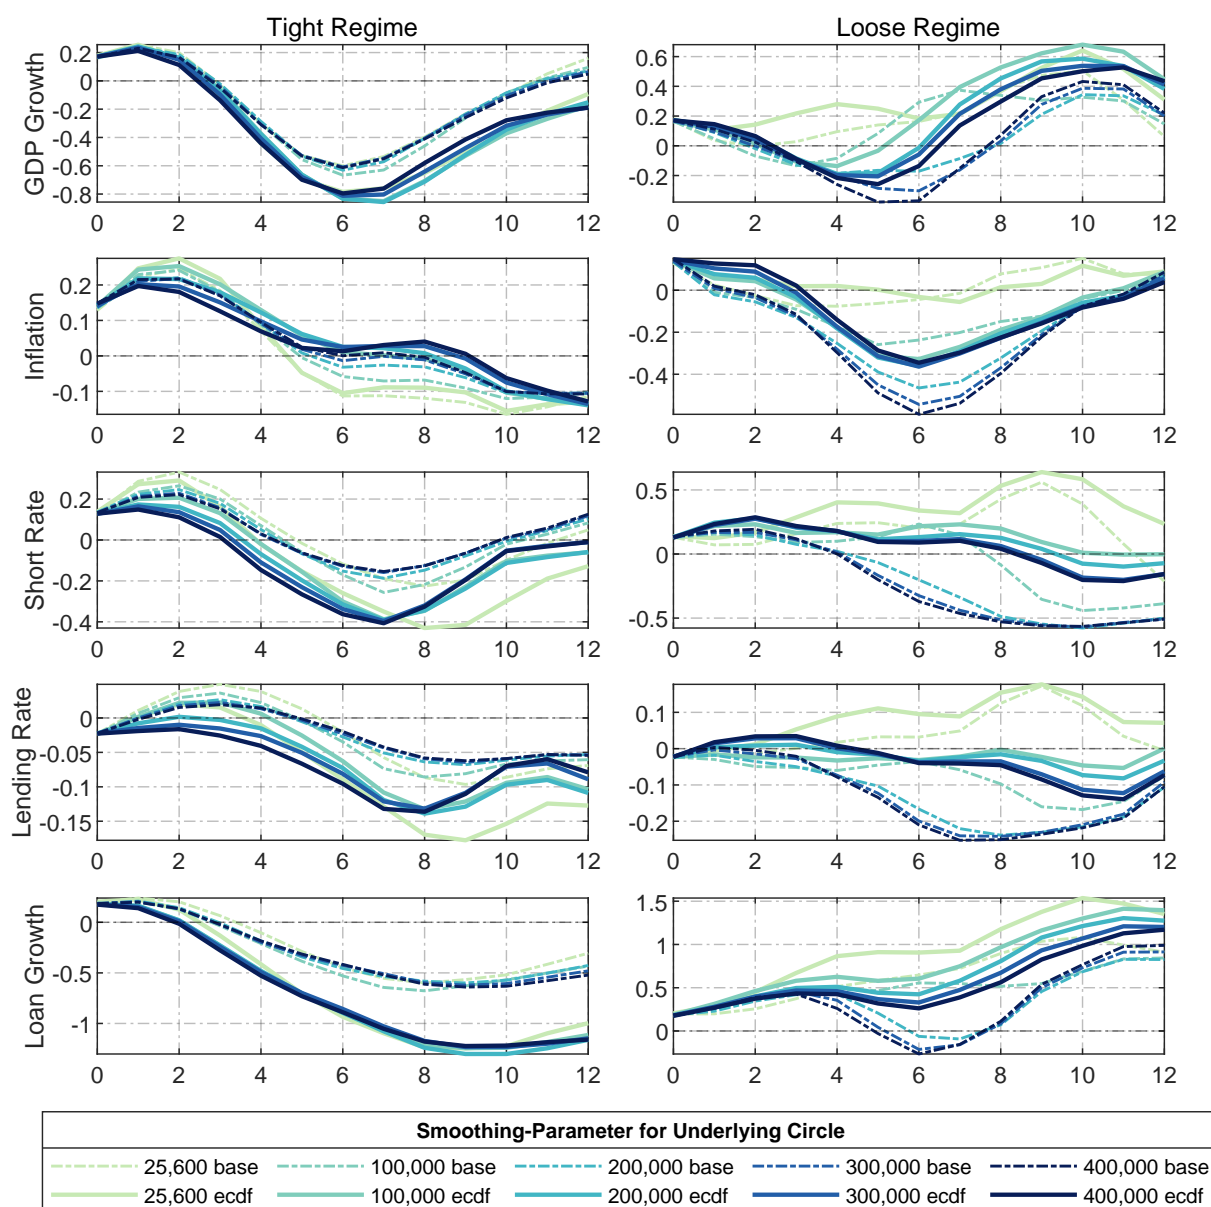 Tight Regime
Loose Regime
GDP Growth
0.2
0
-0.2
-0.4
-0.6
-0.8
0 2 4 6 8 10 12
0.6
0.4
0.2
0
-0.2
0 2 4 6 8 10 12
Inflation
0.2
0.1
0
-0.1
0 2 4 6 8 10 12
0
-0.2
-0.4
0 2 4 6 8 10 12
Short Rate
0.2
0
-0.2
-0.4
0 2 4 6 8 10 12
0.5
0
-0.5
0 2 4 6 8 10 12
Lending Rate
0
-0.05
-0.1
-0.15
0 2 4 6 8 10 12
0.1
0
-0.1
-0.2
0 2 4 6 8 10 12
Loan Growth
0
-0.5
-1
0 2 4 6 8 10 12
1.5
1
0.5
0
0 2 4 6 8 10 12
Smoothing-Parameter for Underlying Circle
25,600 base 100,000 base 200,000 base 300,000 base 400,000 base
25,600 ecdf 100,000 ecdf 200,000 ecdf 300,000 ecdf 400,000 ecdf